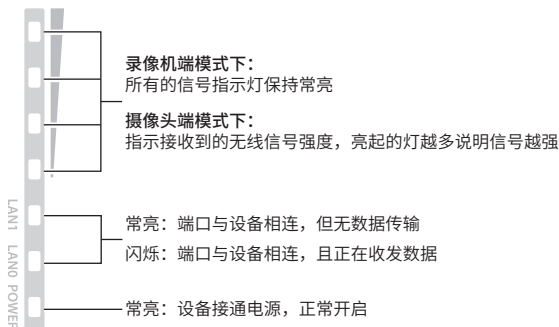 录像机端模式下：
所有的信号指示灯保持常亮
摄像头端模式下：
指示接收到的无线信号强度，亮起的灯越多说明信号越强
LAN1
常亮：端口与设备相连，但无数据传输
LAN0
闪烁：端口与设备相连，且正在收发数据
POWER
常亮：设备接通电源，正常开启